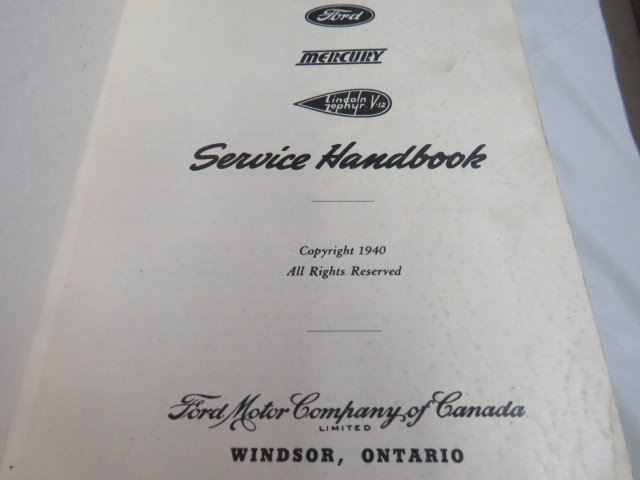 Ford
MERCURY
Lincoln
Zephyr V12
Service Handbook
Copyright 1940
All Rights Reserved
Ford Motor Company of Canada
LIMITED
WINDSOR, ONTARIO